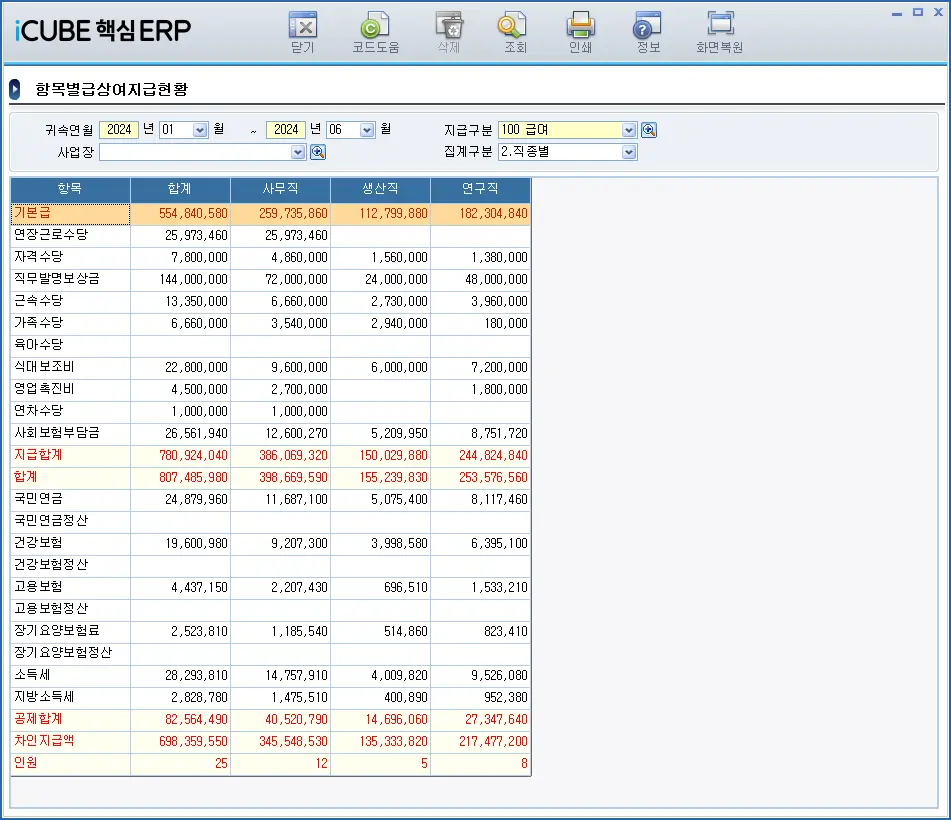 iCUBE 핵심ERP
닫기 코드도움 삭제 조회 인쇄 정보 화면복원
항목별급상여지급현황
귀속연월 2024 년 01 월 ~ 2024 년 06 월 지급구분 100 급여
사업장 집계구분 2.직종별
항목 합계 사무직 생산직 연구직
기본급 554,840,580 259,735,860 112,799,880 182,304,840
연장근로수당 25,973,460 25,973,460
자격수당 7,800,000 4,860,000 1,560,000 1,380,000
직무발명보상금 144,000,000 72,000,000 24,000,000 48,000,000
근속수당 13,350,000 6,660,000 2,730,000 3,960,000
가족수당 6,660,000 3,540,000 2,940,000 180,000
육아수당
식대보조비 22,800,000 9,600,000 6,000,000 7,200,000
영업촉진비 4,500,000 2,700,000 1,800,000
연차수당 1,000,000 1,000,000
사회보험부담금 26,561,940 12,600,270 5,209,950 8,751,720
지급합계 780,924,040 386,069,320 150,029,880 244,824,840
합계 807,485,980 398,669,590 155,239,830 253,576,560
국민연금 24,879,960 11,687,100 5,075,400 8,117,460
국민연금정산
건강보험 19,600,980 9,207,300 3,998,580 6,395,100
건강보험정산
고용보험 4,437,150 2,207,430 696,510 1,533,210
고용보험정산
장기요양보험료 2,523,810 1,185,540 514,860 823,410
장기요양보험정산
소득세 28,293,810 14,757,910 4,009,820 9,526,080
지방소득세 2,828,780 1,475,510 400,890 952,380
공제합계 82,564,490 40,520,790 14,696,060 27,347,640
차인지급액 698,359,550 345,548,530 135,333,820 217,477,200
인원 25 12 5 8